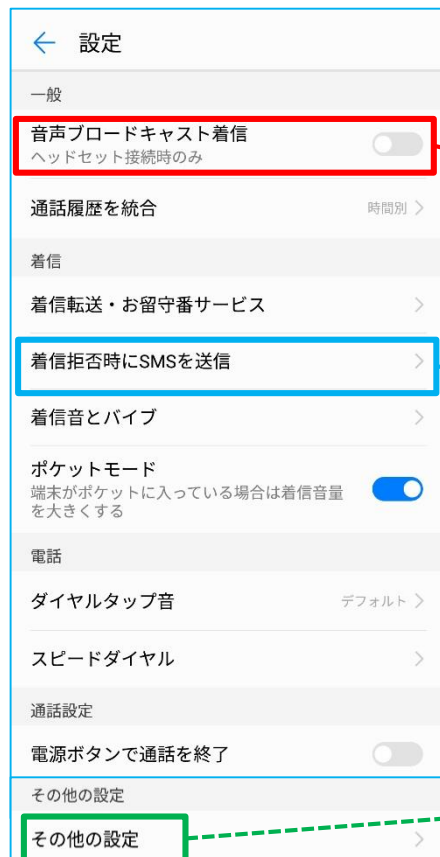 設定
一般
音声ブロードキャスト着信
ヘッドセット接続時のみ
通話履歴を統合 時間別
着信
着信転送・お留守番サービス
着信拒否時にSMSを送信
着信音とバイブ
ポケットモード
端末がポケットに入っている場合は着信音量
を大きくする
電話
ダイヤルタップ音 デフォルト
スピードダイヤル
通話設定
電源ボタンで通話を終了
その他の設定
その他の設定